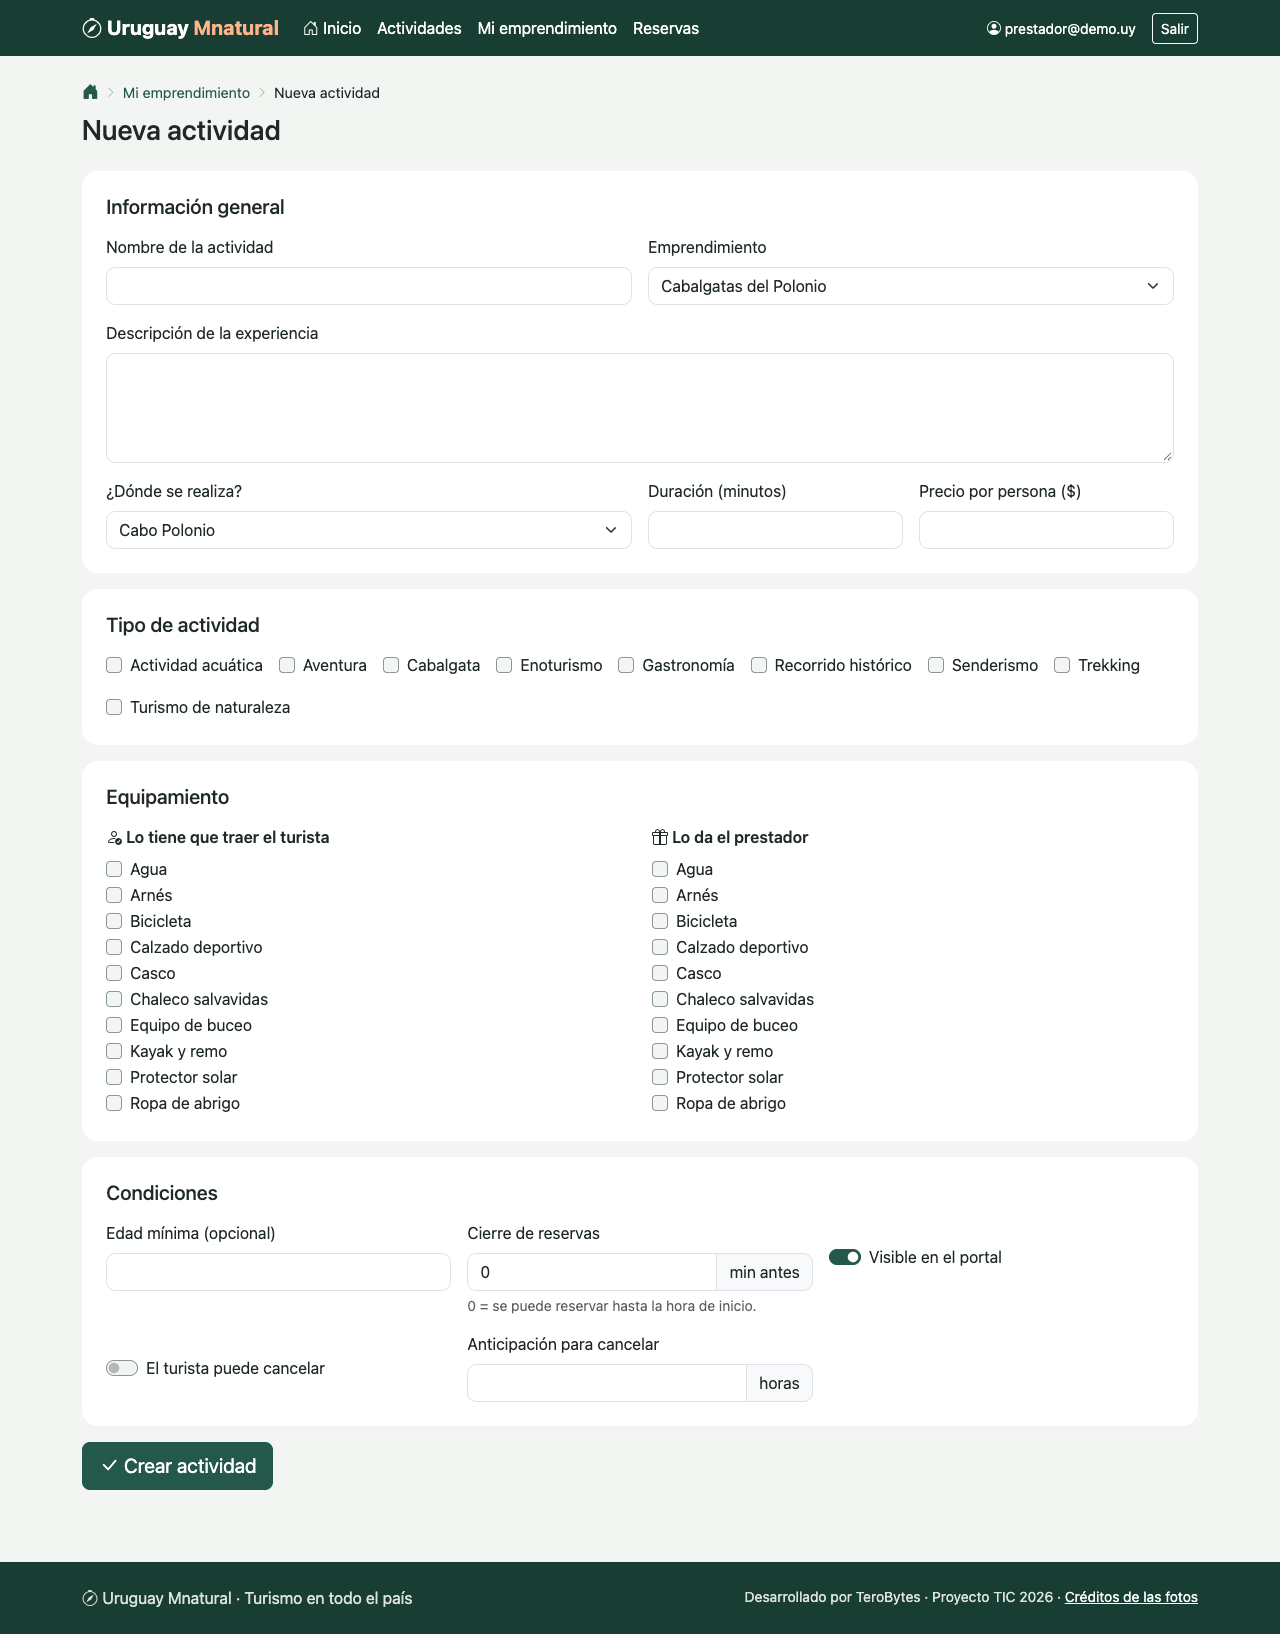 Uruguay Mnatural Inicio Actividades Mi emprendimiento Reservas prestador@demo.uy Salir
Mi emprendimiento Nueva actividad
Nueva actividad
Información general
Nombre de la actividad Emprendimiento
Cabalgatas del Polonio
Descripción de la experiencia
¿Dónde se realiza? Duración (minutos) Precio por persona ($)
Cabo Polonio
Tipo de actividad
Actividad acuática Aventura Cabalgata Enoturismo Gastronomía Recorrido histórico Senderismo Trekking
Turismo de naturaleza
Equipamiento
Lo tiene que traer el turista
Agua
Arnés
Bicicleta
Calzado deportivo
Casco
Chaleco salvavidas
Equipo de buceo
Kayak y remo
Protector solar
Ropa de abrigo
Lo da el prestador
Agua
Arnés
Bicicleta
Calzado deportivo
Casco
Chaleco salvavidas
Equipo de buceo
Kayak y remo
Protector solar
Ropa de abrigo
Condiciones
Edad mínima (opcional) Cierre de reservas
0 min antes Visible en el portal
0 = se puede reservar hasta la hora de inicio.
Anticipación para cancelar
El turista puede cancelar horas
Crear actividad
Uruguay Mnatural · Turismo en todo el país Desarrollado por TeroBytes · Proyecto TIC 2026 · Créditos de las fotos